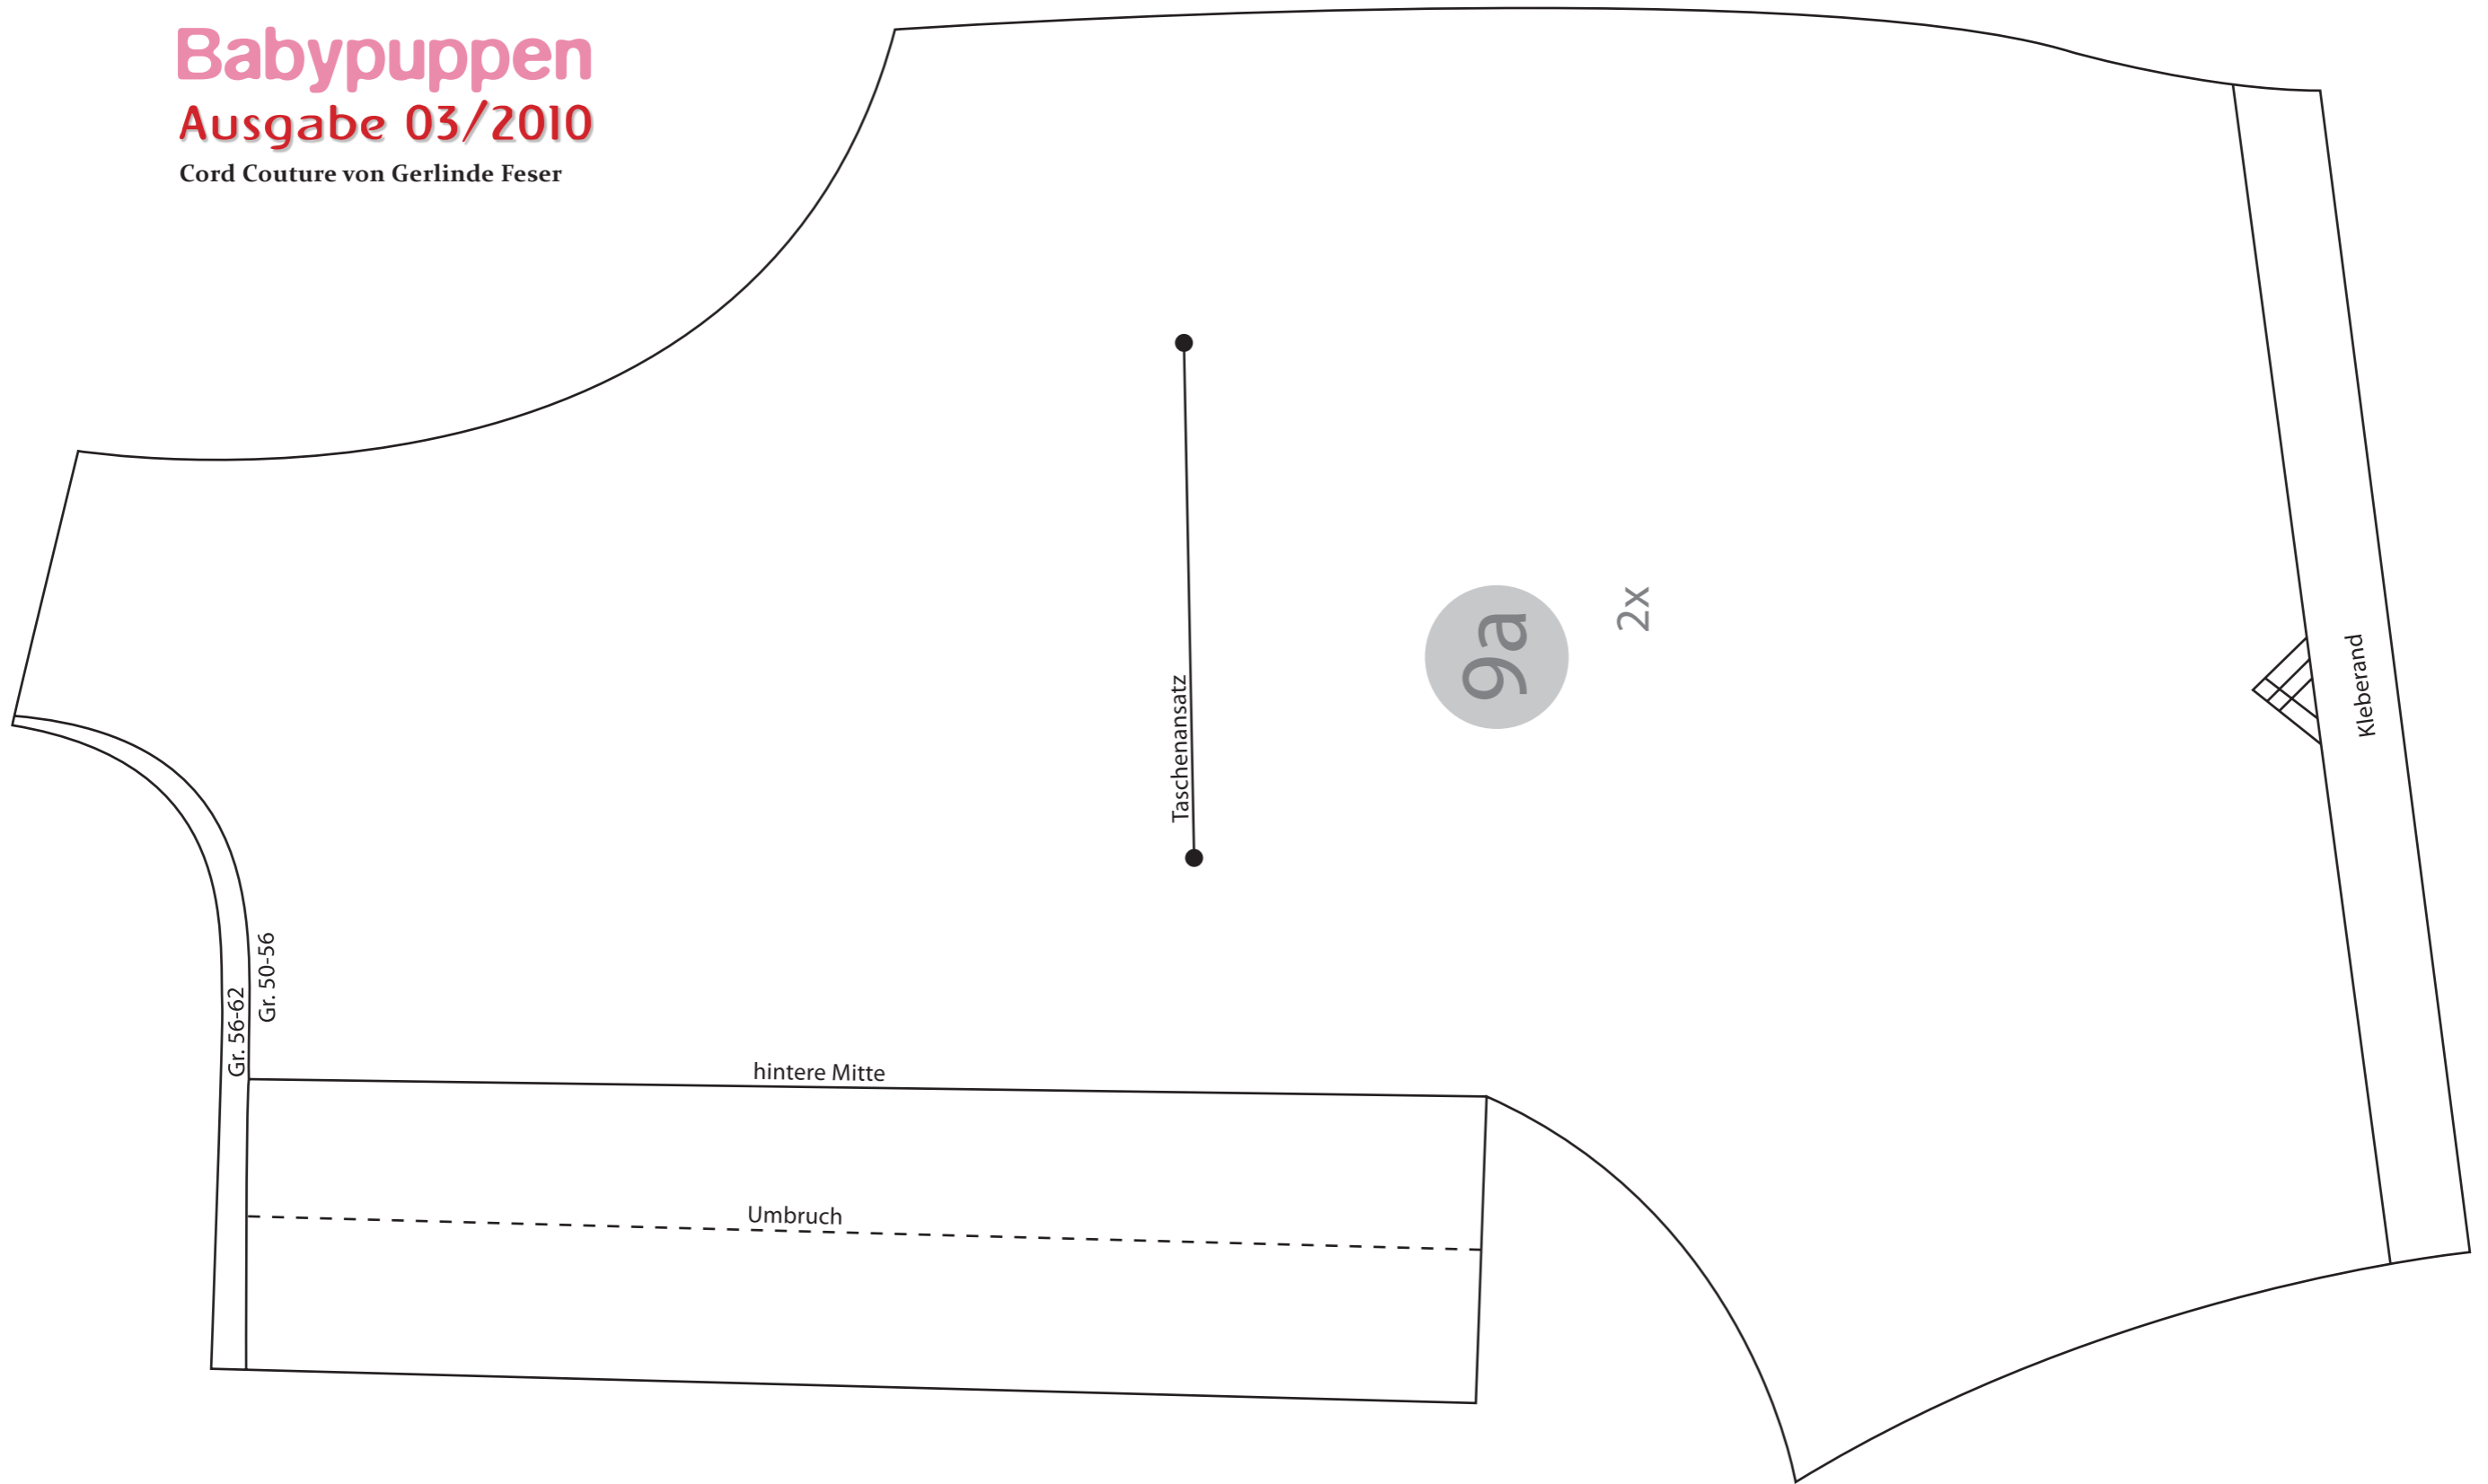 Babypuppen
Ausgabe 03/2010
Cord Couture von Gerlinde Feser
Taschenansatz
9a
2x
Kleberand
Gr. 56-62
Gr. 50-56
hintere Mitte
Umbruch